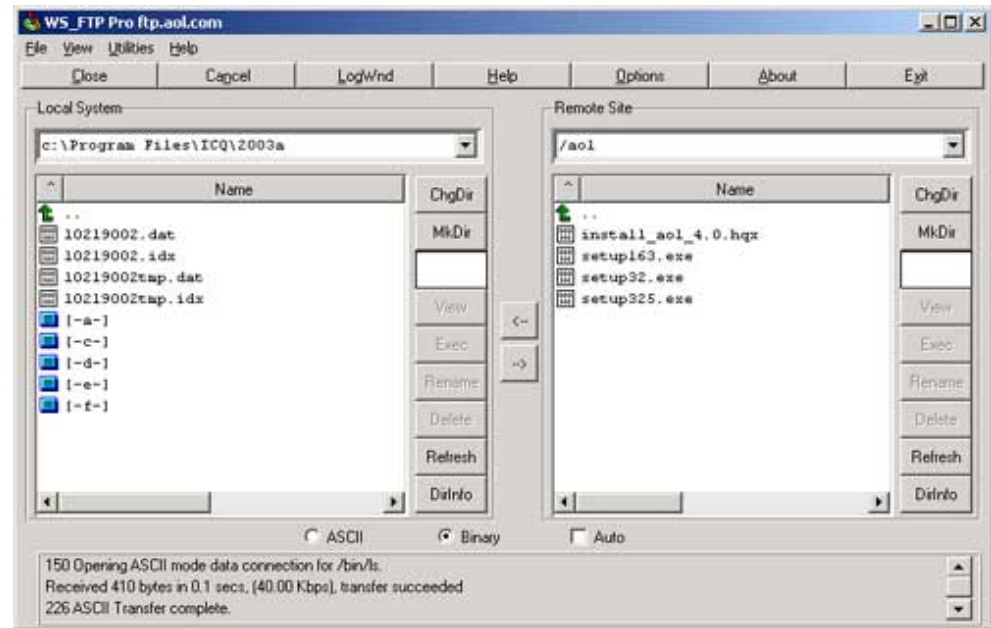 WS_FTP Pro ftp.aol.com
File View Utilities Help
Close Cancel LogWnd Help Options About Exit
Local System
c:\Program Files\ICQ\2003a
^ Name
..
10219002.dat
10219002.idx
10219002tmp.dat
10219002tmp.idx
[-a-]
[-c-]
[-d-]
[-e-]
[-f-]
ChgDir
MkDir
View
Exec
Rename
Delete
Refresh
DirInfo
<--
-->
Remote Site
/aol
^ Name
..
install_aol_4.0.hqx
setup163.exe
setup32.exe
setup325.exe
ChgDir
MkDir
View
Exec
Rename
Delete
Refresh
DirInfo
ASCII Binary Auto
150 Opening ASCII mode data connection for /bin/ls.
Received 410 bytes in 0.1 secs, (40.00 Kbps), transfer succeeded
226 ASCII Transfer complete.